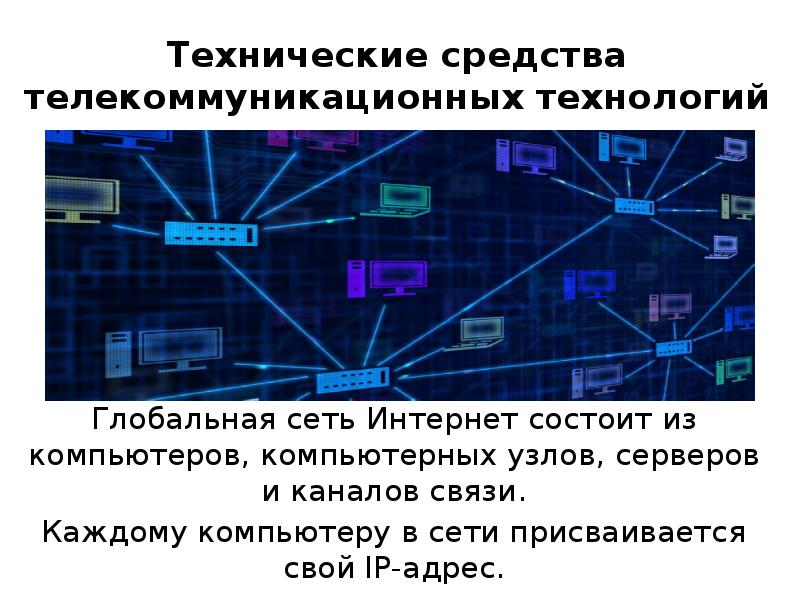 Технические средства
телекоммуникационных технологий
Глобальная сеть Интернет состоит из
компьютеров, компьютерных узлов, серверов
и каналов связи.
Каждому компьютеру в сети присваивается
свой IP-адрес.